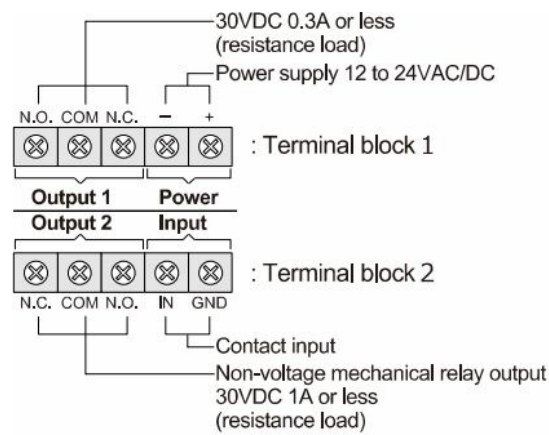 30VDC 0.3A or less
(resistance load)
Power supply 12 to 24VAC/DC
N.O. COM N.C. − +
: Terminal block 1
Output 1 Power
Output 2 Input
: Terminal block 2
N.C. COM N.O. IN GND
Contact input
Non-voltage mechanical relay output
30VDC 1A or less
(resistance load)